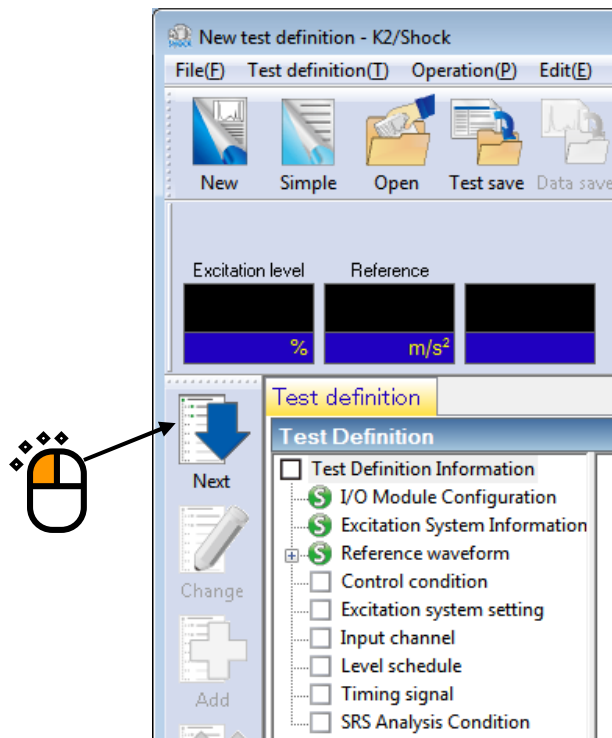 SHOCK
New test definition - K2/Shock
File(F) Test definition(T) Operation(P) Edit(E)
New Simple Open Test save Data save
Excitation level Reference
% m/s²
Test definition
Test Definition
Next
Change
Add
Test Definition Information
S I/O Module Configuration
S Excitation System Information
S Reference waveform
Control condition
Excitation system setting
Input channel
Level schedule
Timing signal
SRS Analysis Condition